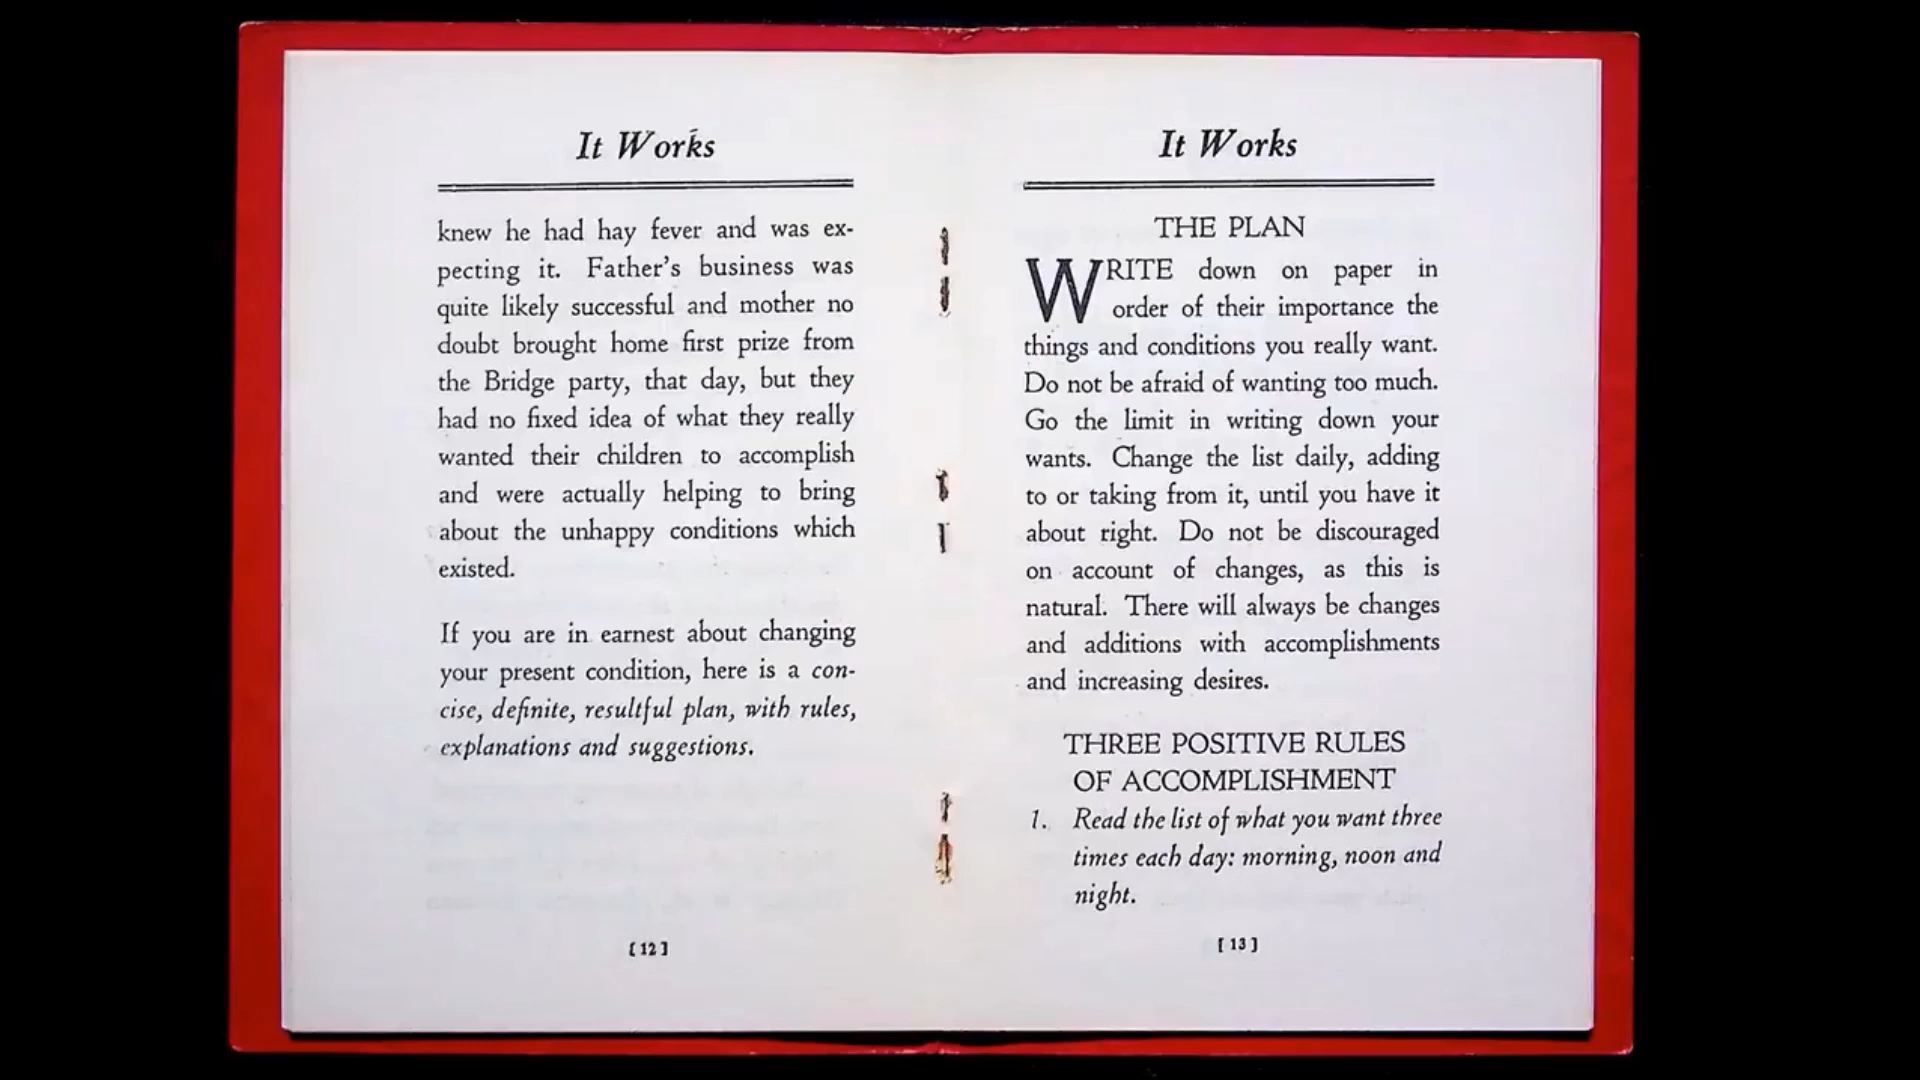 It Works
knew he had hay fever and was ex-
pecting it. Father's business was
quite likely successful and mother no
doubt brought home first prize from
the Bridge party, that day, but they
had no fixed idea of what they really
wanted their children to accomplish
and were actually helping to bring
about the unhappy conditions which
existed.
If you are in earnest about changing
your present condition, here is a con-
cise, definite, resultful plan, with rules,
explanations and suggestions.
[ 12 ]
It Works
THE PLAN
WRITE down on paper in
order of their importance the
things and conditions you really want.
Do not be afraid of wanting too much.
Go the limit in writing down your
wants. Change the list daily, adding
to or taking from it, until you have it
about right. Do not be discouraged
on account of changes, as this is
natural. There will always be changes
and additions with accomplishments
and increasing desires.
THREE POSITIVE RULES
OF ACCOMPLISHMENT
1. Read the list of what you want three
times each day: morning, noon and
night.
[ 13 ]